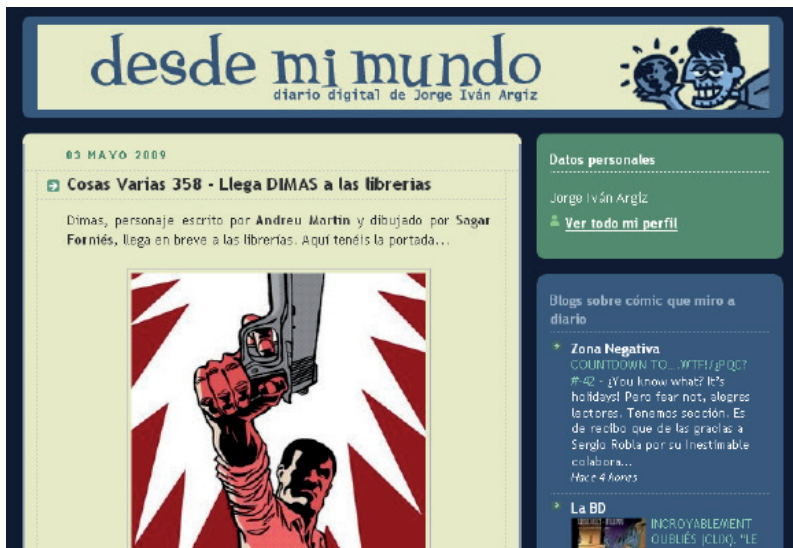 desde mi mundo
diario digital de Jorge Iván Argiz
03 MAYO 2009
Cosas Varias 358 - Llega DIMAS a las librerías
Dimas, personaje escrito por Andreu Martin y dibujado por Sagar
Forniés, llega en breve a las librerías. Aquí tenéis la portada...
Datos personales
Jorge Iván Argiz
Ver todo mi perfil
Blogs sobre cómic que miro a
diario
Zona Negativa
COUNTDOWN TO...WTF!/¿PQC?
#-42 - ¿You know what? It's
holidays! Pero fear not, alegres
lectores. Tenemos sección. Es
de recibo que de las gracias a
Sergio Robla por su inestimable
colabora...
Hace 4 horas
La BD
INCROYABLEMENT
OUBLIÉS (CLIX). "LE